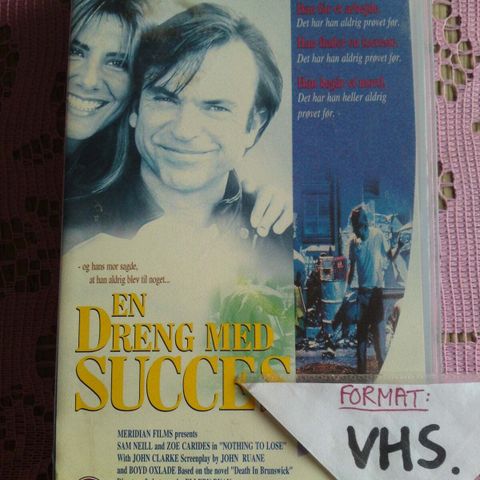 Han får et arbejde.
Det har han aldrig prøvet før.
Han finder en kæreste.
Det har han aldrig prøvet før.
Han begår et mord.
Det har han heller aldrig
prøvet før. -
- og hans mor sagde,
at han aldrig blev til noget...
EN
DRENG MED
SUCCES
FORMAT:
VHS.
MERIDIAN FILMS presents
SAM NEILL and ZOE CARIDES in "NOTHING TO LOSE"
With JOHN CLARKE Screenplay by JOHN RUANE
and BOYD OXLADE Based on the novel "Death In Brunswick"